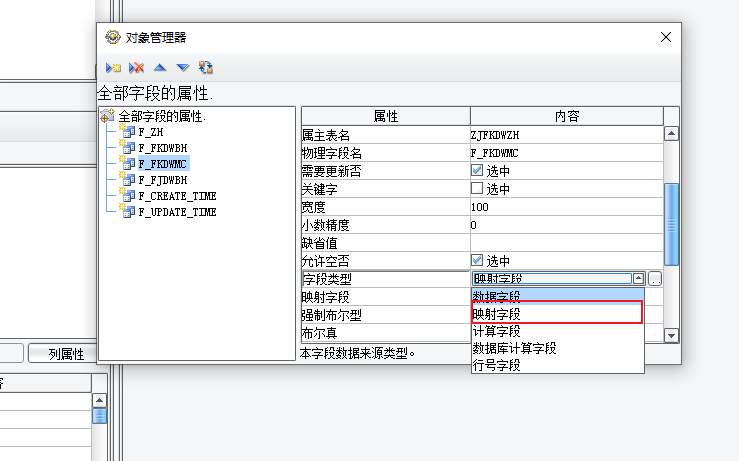 对象管理器
全部字段的属性.
全部字段的属性.
F_ZH
F_FKDWBH
F_FKDWMC
F_FJDWBH
F_CREATE_TIME
F_UPDATE_TIME
属性 内容
属主表名 ZJFKDWZH
物理字段名 F_FKDWMC
需要更新否 选中
关键字 选中
宽度 100
小数精度 0
缺省值
允许空否 选中
字段类型 映射字段 ..
映射字段 数据字段
强制布尔型 映射字段
布尔真 计算字段
本字段数据来源类型。 数据库计算字段
行号字段
列属性
容